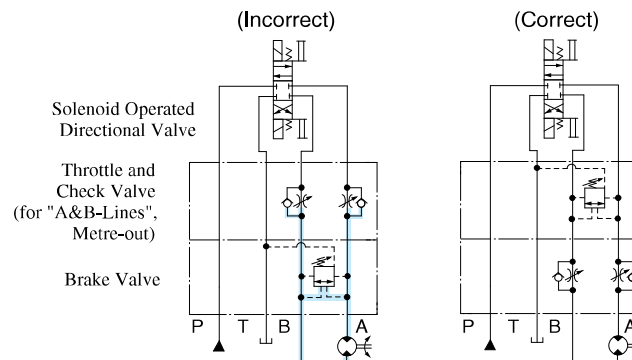 (Incorrect)
(Correct)
Solenoid Operated
Directional Valve
Throttle and
Check Valve
(for "A&B-Lines",
Metre-out)
Brake Valve
P T B A
P T B A